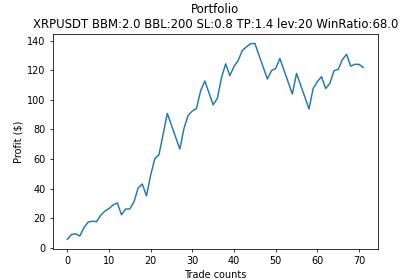 Portfolio
XRPUSDT BBM:2.0 BBL:200 SL:0.8 TP:1.4 lev:20 WinRatio:68.0
140
120
100
80
60
40
20
0
Profit ($)
0 10 20 30 40 50 60 70
Trade counts